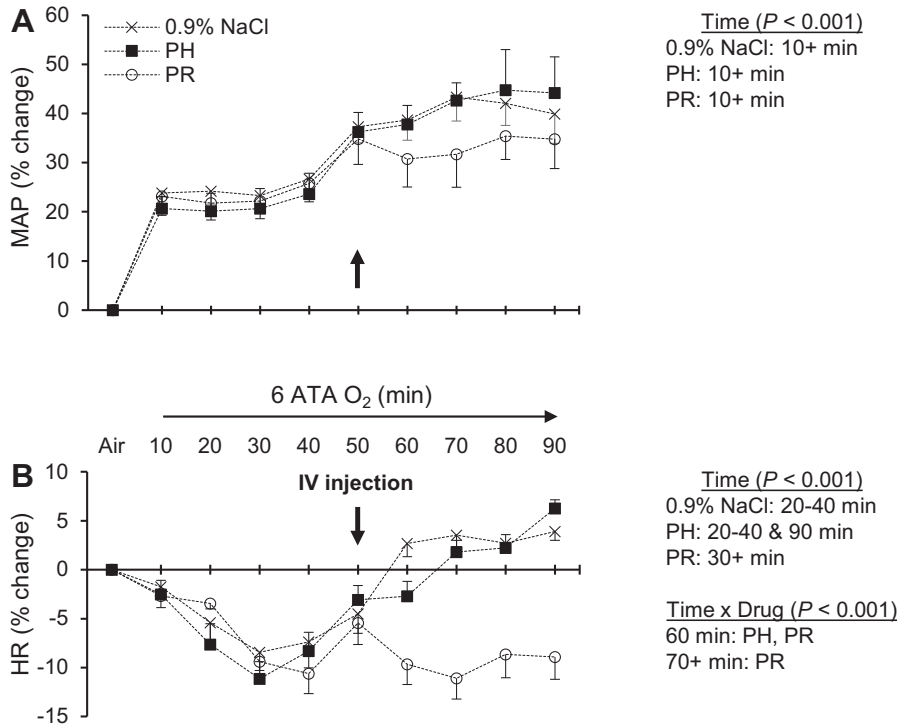 A
0.9% NaCl
PH
PR
60
50
40
30
20
10
0
MAP (% change)
Time (P < 0.001)
0.9% NaCl: 10+ min
PH: 10+ min
PR: 10+ min
6 ATA O₂ (min)
Air 10 20 30 40 50 60 70 80 90
B
IV injection
10
5
0
-5
-10
-15
HR (% change)
Time (P < 0.001)
0.9% NaCl: 20-40 min
PH: 20-40 & 90 min
PR: 30+ min
Time x Drug (P < 0.001)
60 min: PH, PR
70+ min: PR